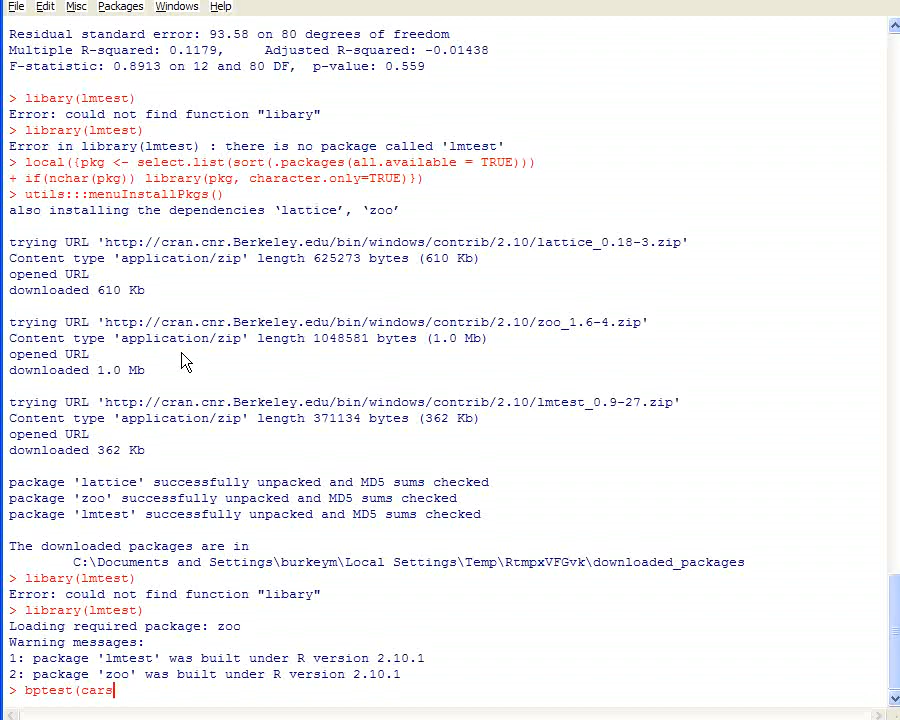 File Edit Misc Packages Windows Help
Residual standard error: 93.58 on 80 degrees of freedom
Multiple R-squared: 0.1179,     Adjusted R-squared: -0.01438
F-statistic: 0.8913 on 12 and 80 DF,  p-value: 0.559
> libary(lmtest)
Error: could not find function "libary"
> library(lmtest)
Error in library(lmtest) : there is no package called 'lmtest'
> local({pkg <- select.list(sort(.packages(all.available = TRUE)))
+ if(nchar(pkg)) library(pkg, character.only=TRUE)})
> utils:::menuInstallPkgs()
also installing the dependencies ‘lattice’, ‘zoo’
trying URL 'http://cran.cnr.Berkeley.edu/bin/windows/contrib/2.10/lattice_0.18-3.zip'
Content type 'application/zip' length 625273 bytes (610 Kb)
opened URL
downloaded 610 Kb
trying URL 'http://cran.cnr.Berkeley.edu/bin/windows/contrib/2.10/zoo_1.6-4.zip'
Content type 'application/zip' length 1048581 bytes (1.0 Mb)
opened URL
downloaded 1.0 Mb
trying URL 'http://cran.cnr.Berkeley.edu/bin/windows/contrib/2.10/lmtest_0.9-27.zip'
Content type 'application/zip' length 371134 bytes (362 Kb)
opened URL
downloaded 362 Kb
package 'lattice' successfully unpacked and MD5 sums checked
package 'zoo' successfully unpacked and MD5 sums checked
package 'lmtest' successfully unpacked and MD5 sums checked
The downloaded packages are in
        C:\Documents and Settings\burkeym\Local Settings\Temp\RtmpxVFGvk\downloaded_packages
> libary(lmtest)
Error: could not find function "libary"
> library(lmtest)
Loading required package: zoo
Warning messages:
1: package 'lmtest' was built under R version 2.10.1
2: package 'zoo' was built under R version 2.10.1
> bptest(cars